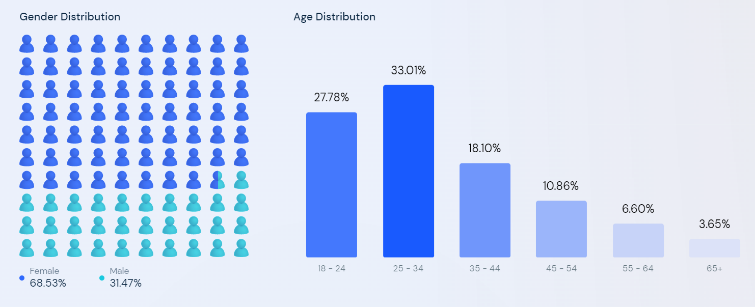 Gender Distribution
Female
68.53%
Male
31.47%
Age Distribution
27.78%
33.01%
18.10%
10.86%
6.60%
3.65%
18 - 24
25 - 34
35 - 44
45 - 54
55 - 64
65+